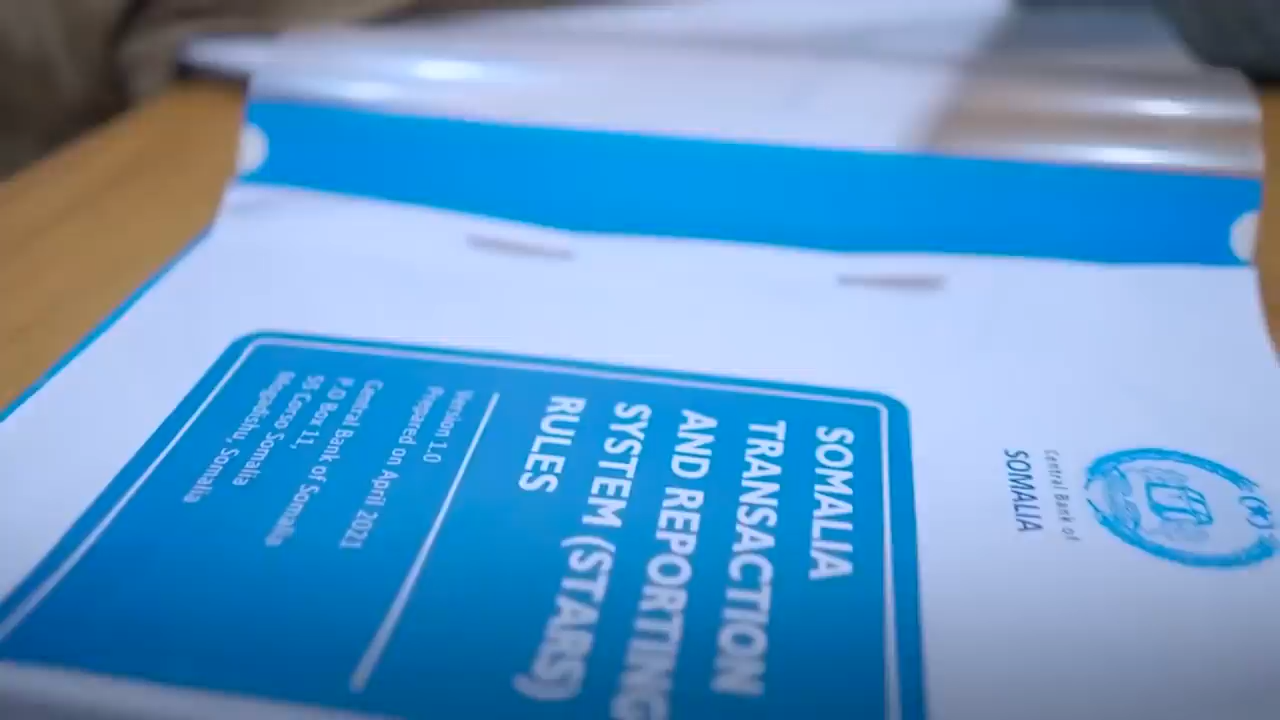 Central Bank of
SOMALIA
SOMALIA
TRANSACTION
AND REPORTING
SYSTEM (STARS)
RULES
Version 1.0
Prepared on April 2021
Central Bank of Somalia
P.O Box 11,
55 Corso Somalia
Mogadishu, Somalia